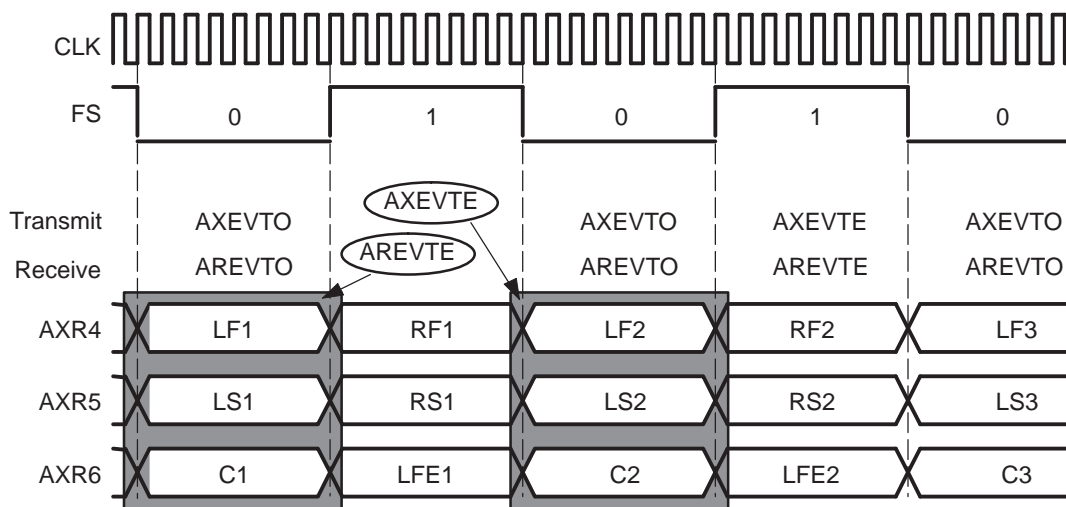 CLK
FS 0 1 0 1 0
AXEVTE
Transmit AXEVTO AXEVTO AXEVTE AXEVTO
AREVTE
Receive AREVTO AREVTO AREVTE AREVTO
AXR4 LF1 RF1 LF2 RF2 LF3
AXR5 LS1 RS1 LS2 RS2 LS3
AXR6 C1 LFE1 C2 LFE2 C3